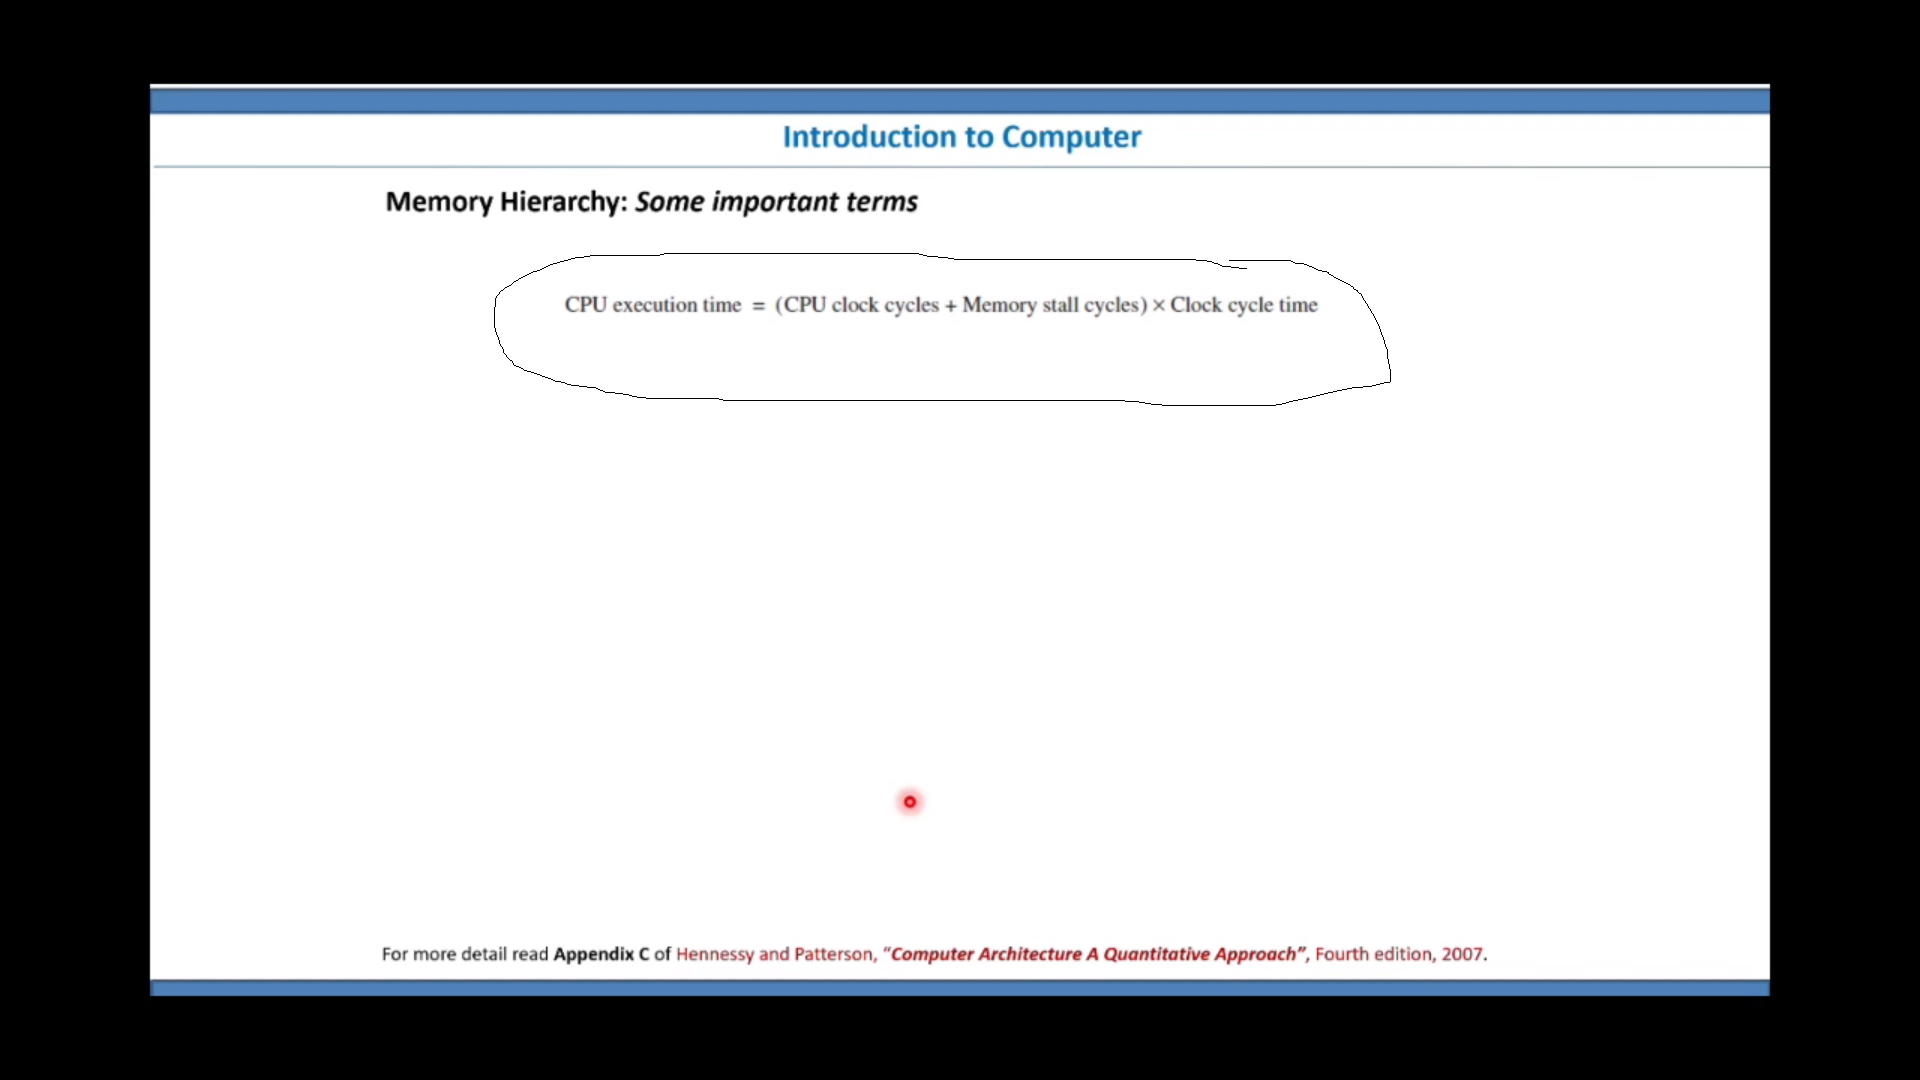 Introduction to Computer
Memory Hierarchy: Some important terms
CPU execution time = (CPU clock cycles + Memory stall cycles) × Clock cycle time
For more detail read Appendix C of Hennessy and Patterson, “Computer Architecture A Quantitative Approach”, Fourth edition, 2007.